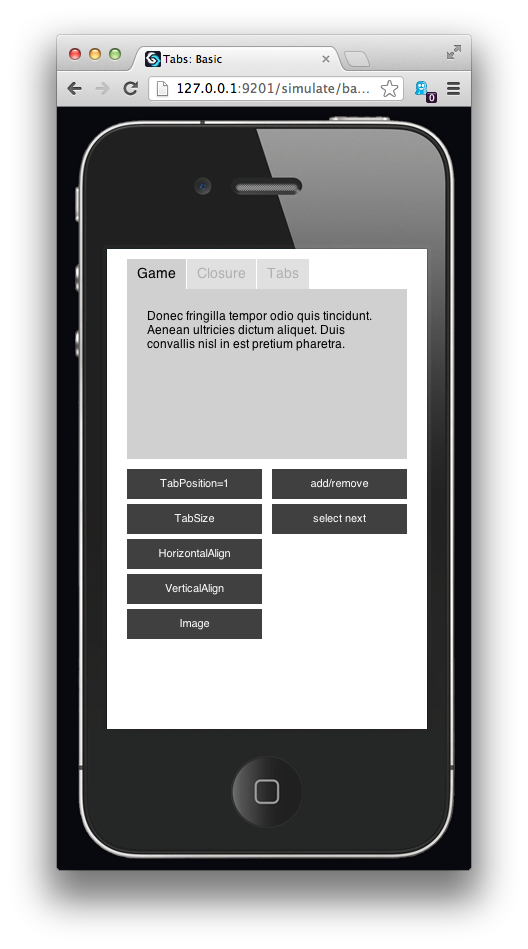 Tabs: Basic
127.0.0.1:9201/simulate/ba...
0
Game Closure Tabs
Donec fringilla tempor odio quis tincidunt.
Aenean ultricies dictum aliquet. Duis
convallis nisl in est pretium pharetra.
TabPosition=1 add/remove
TabSize select next
HorizontalAlign
VerticalAlign
Image